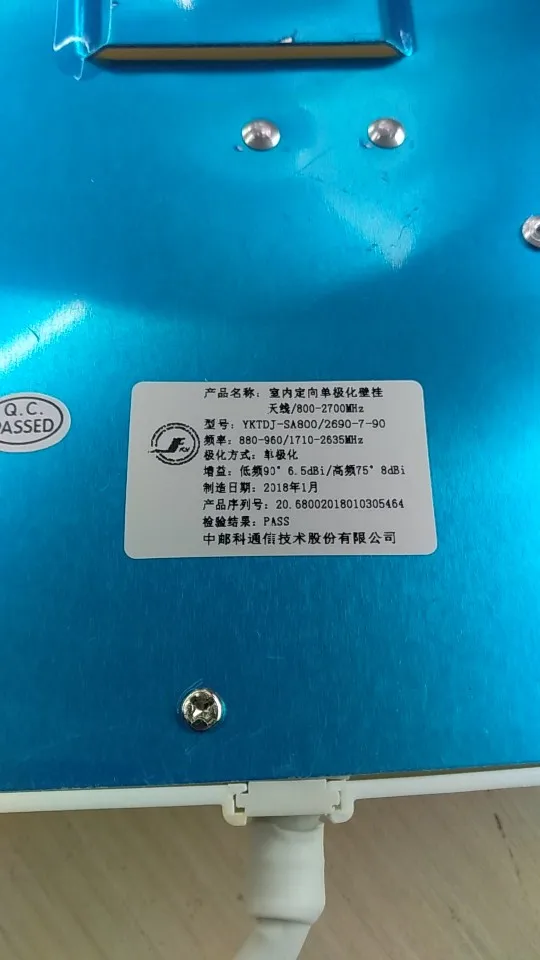 Q.C.
PASSED
产品名称：室内定向单极化壁挂
天线/800-2700MHz
型号：YKTDJ-SA800/2690-7-90
频率：880-960/1710-2635MHz
极化方式：单极化
增益：低频90° 6.5dBi/高频75° 8dBi
制造日期：2018年1月
产品序列号：20.68002018010305464
检验结果：PASS
中邮科通信技术股份有限公司